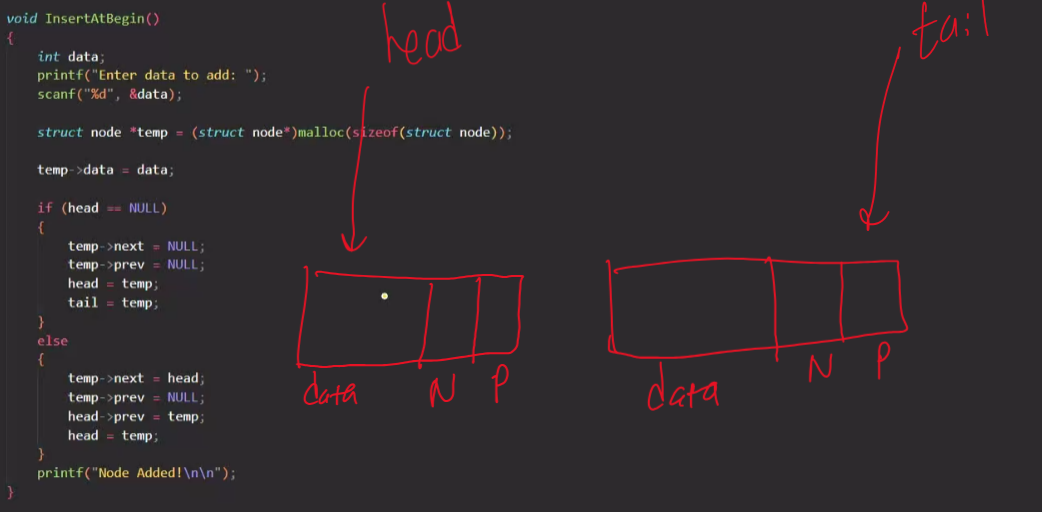 void InsertAtBegin()
{
int data;
printf("Enter data to add: ");
scanf("%d", &data);
struct node *temp = (struct node*)malloc(sizeof(struct node));
temp->data = data;
if (head == NULL)
{
temp->next = NULL;
temp->prev = NULL;
head = temp;
tail = temp;
}
else
{
temp->next = head;
temp->prev = NULL;
head->prev = temp;
head = temp;
}
printf("Node Added!\n\n");
}
head
tail
data N P
data N P